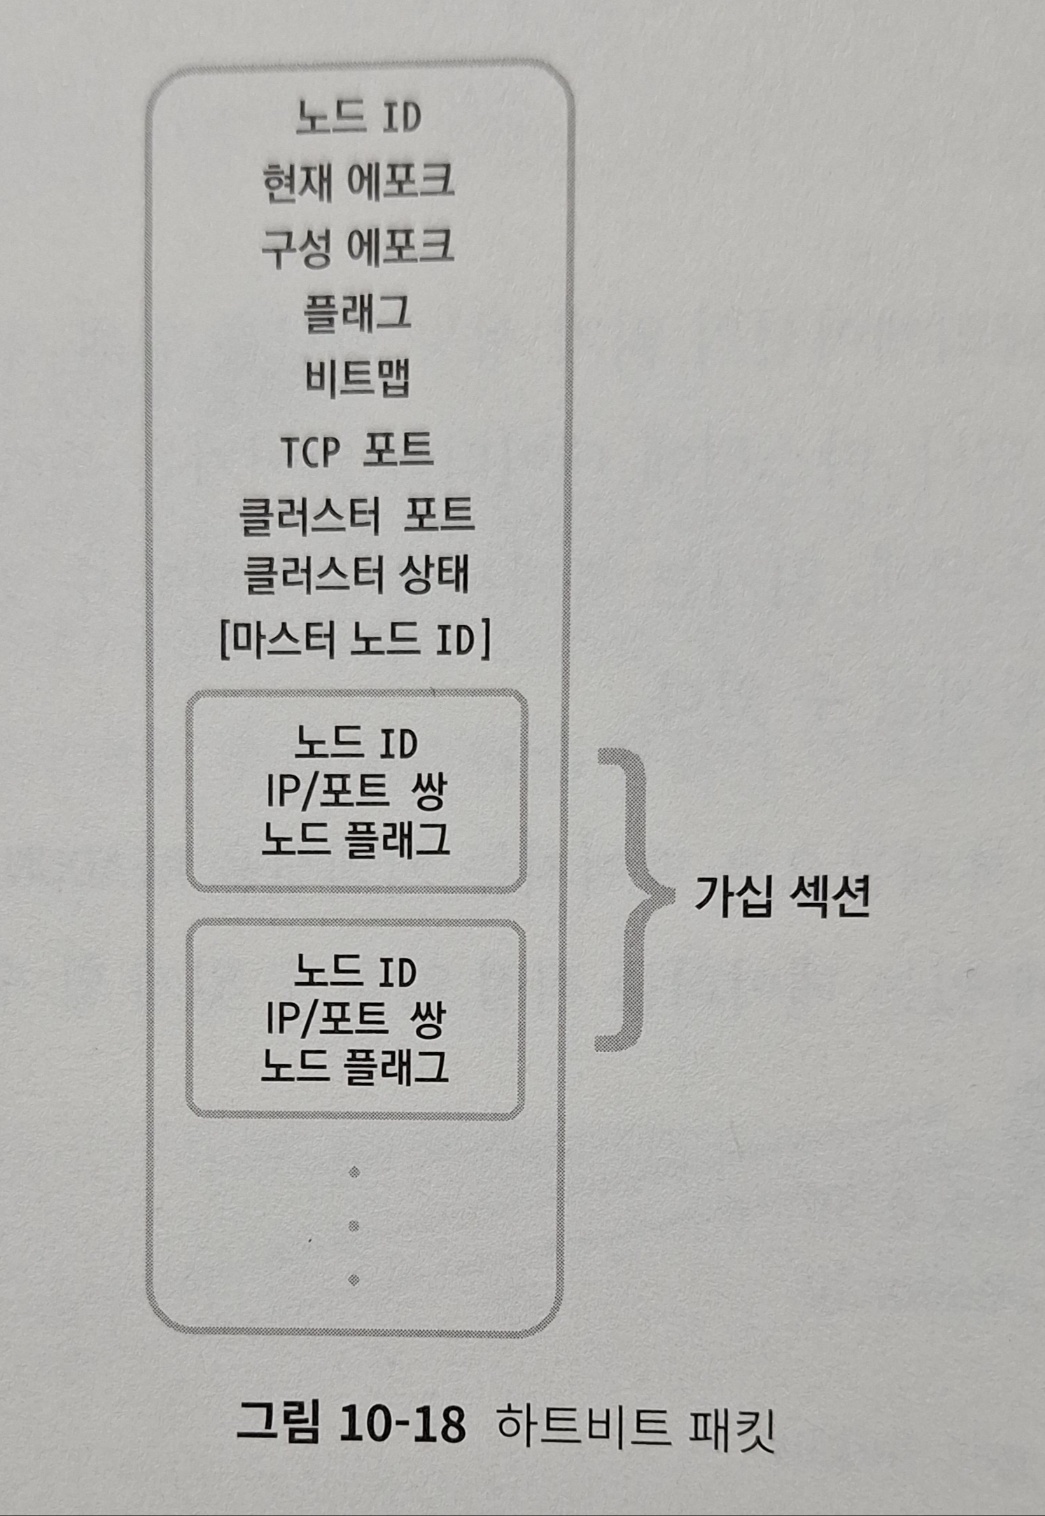 노드 ID
현재 에포크
구성 에포크
플래그
비트맵
TCP 포트
클러스터 포트
클러스터 상태
[마스터 노드 ID]
노드 ID
IP/포트 쌍
노드 플래그
노드 ID
IP/포트 쌍
노드 플래그
가십 섹션
그림 10-18 하트비트 패킷